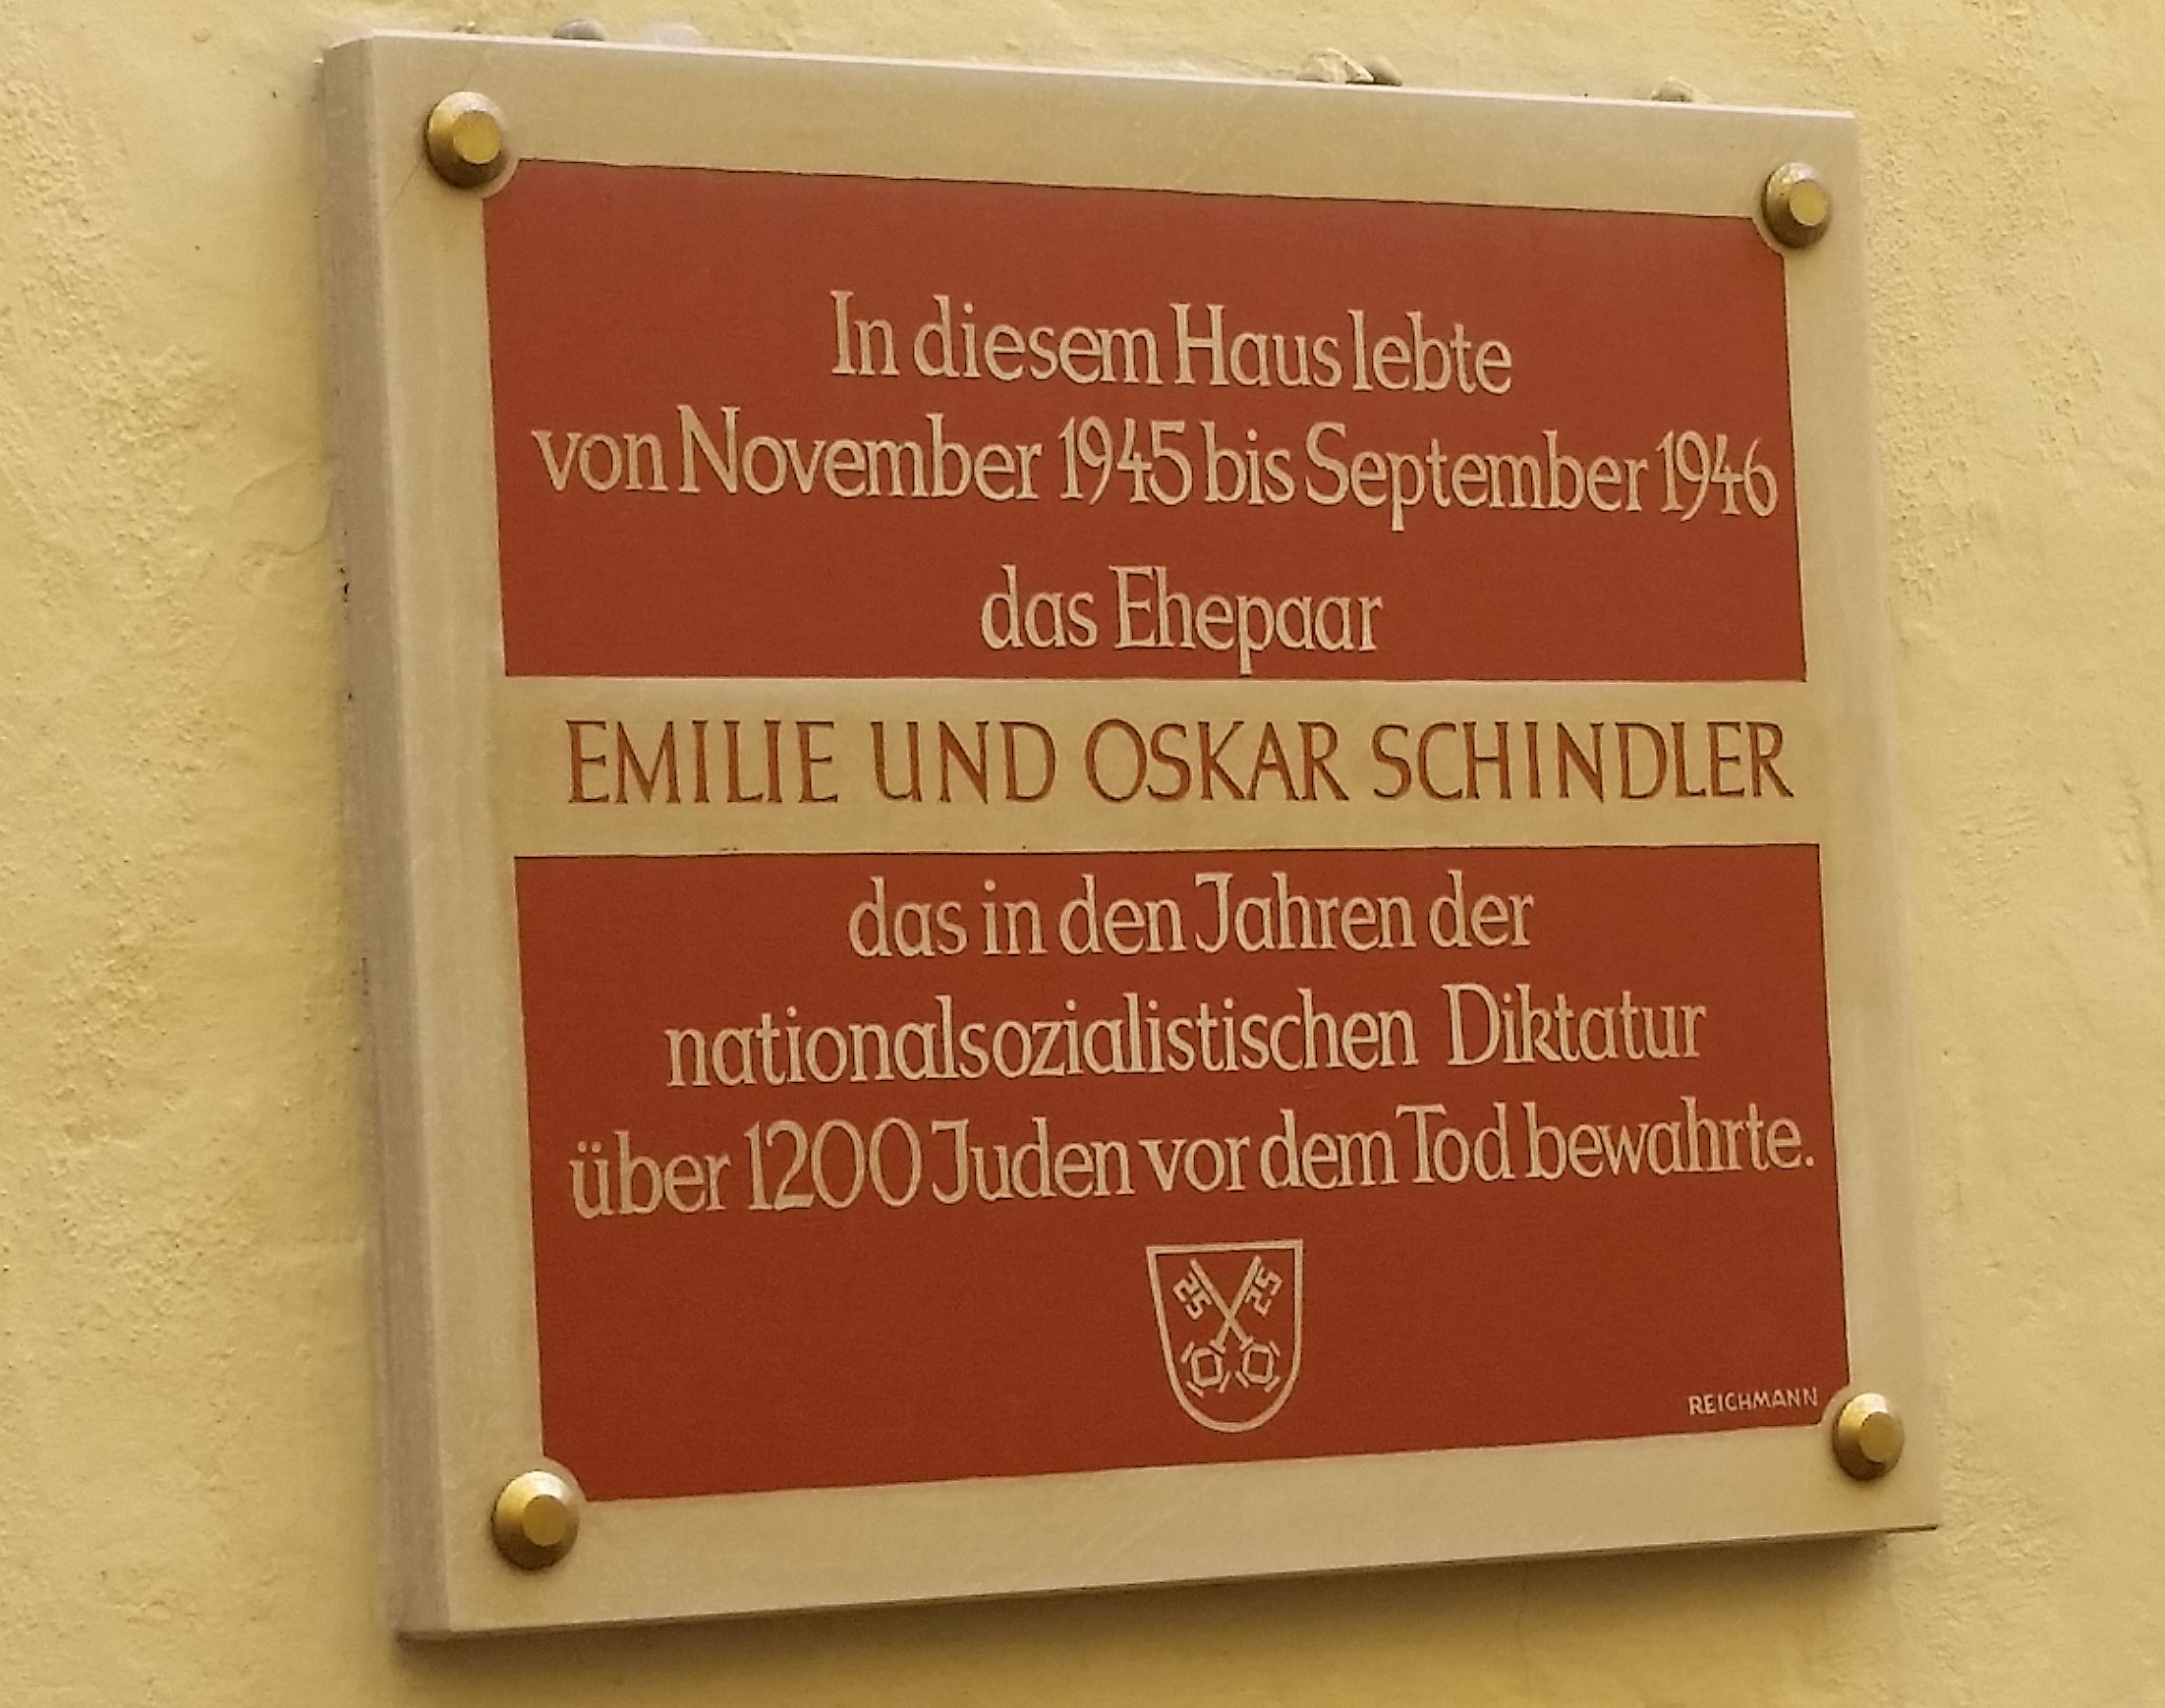 In diesem Haus lebte
von November 1945 bis September 1946
das Ehepaar
EMILIE UND OSKAR SCHINDLER
das in den Jahren der
nationalsozialistischen Diktatur
über 1200 Juden vor dem Tod bewahrte.
REICHMANN